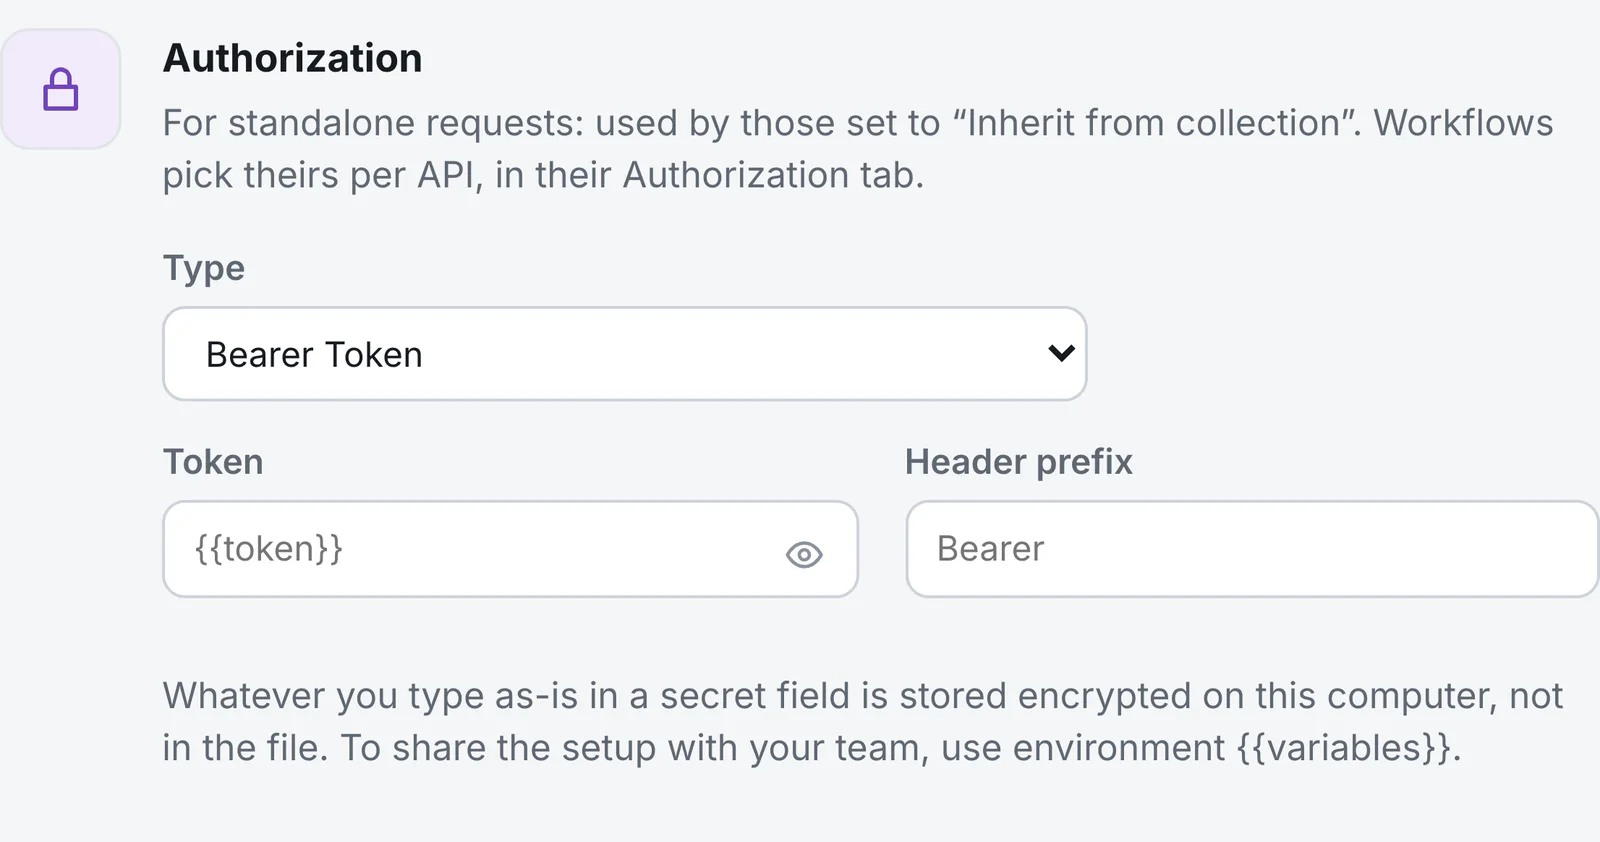 Authorization
For standalone requests: used by those set to “Inherit from collection”. Workflows
pick theirs per API, in their Authorization tab.
Type
Bearer Token
Token
Header prefix
{{token}}
Bearer
Whatever you type as-is in a secret field is stored encrypted on this computer, not
in the file. To share the setup with your team, use environment {{variables}}.